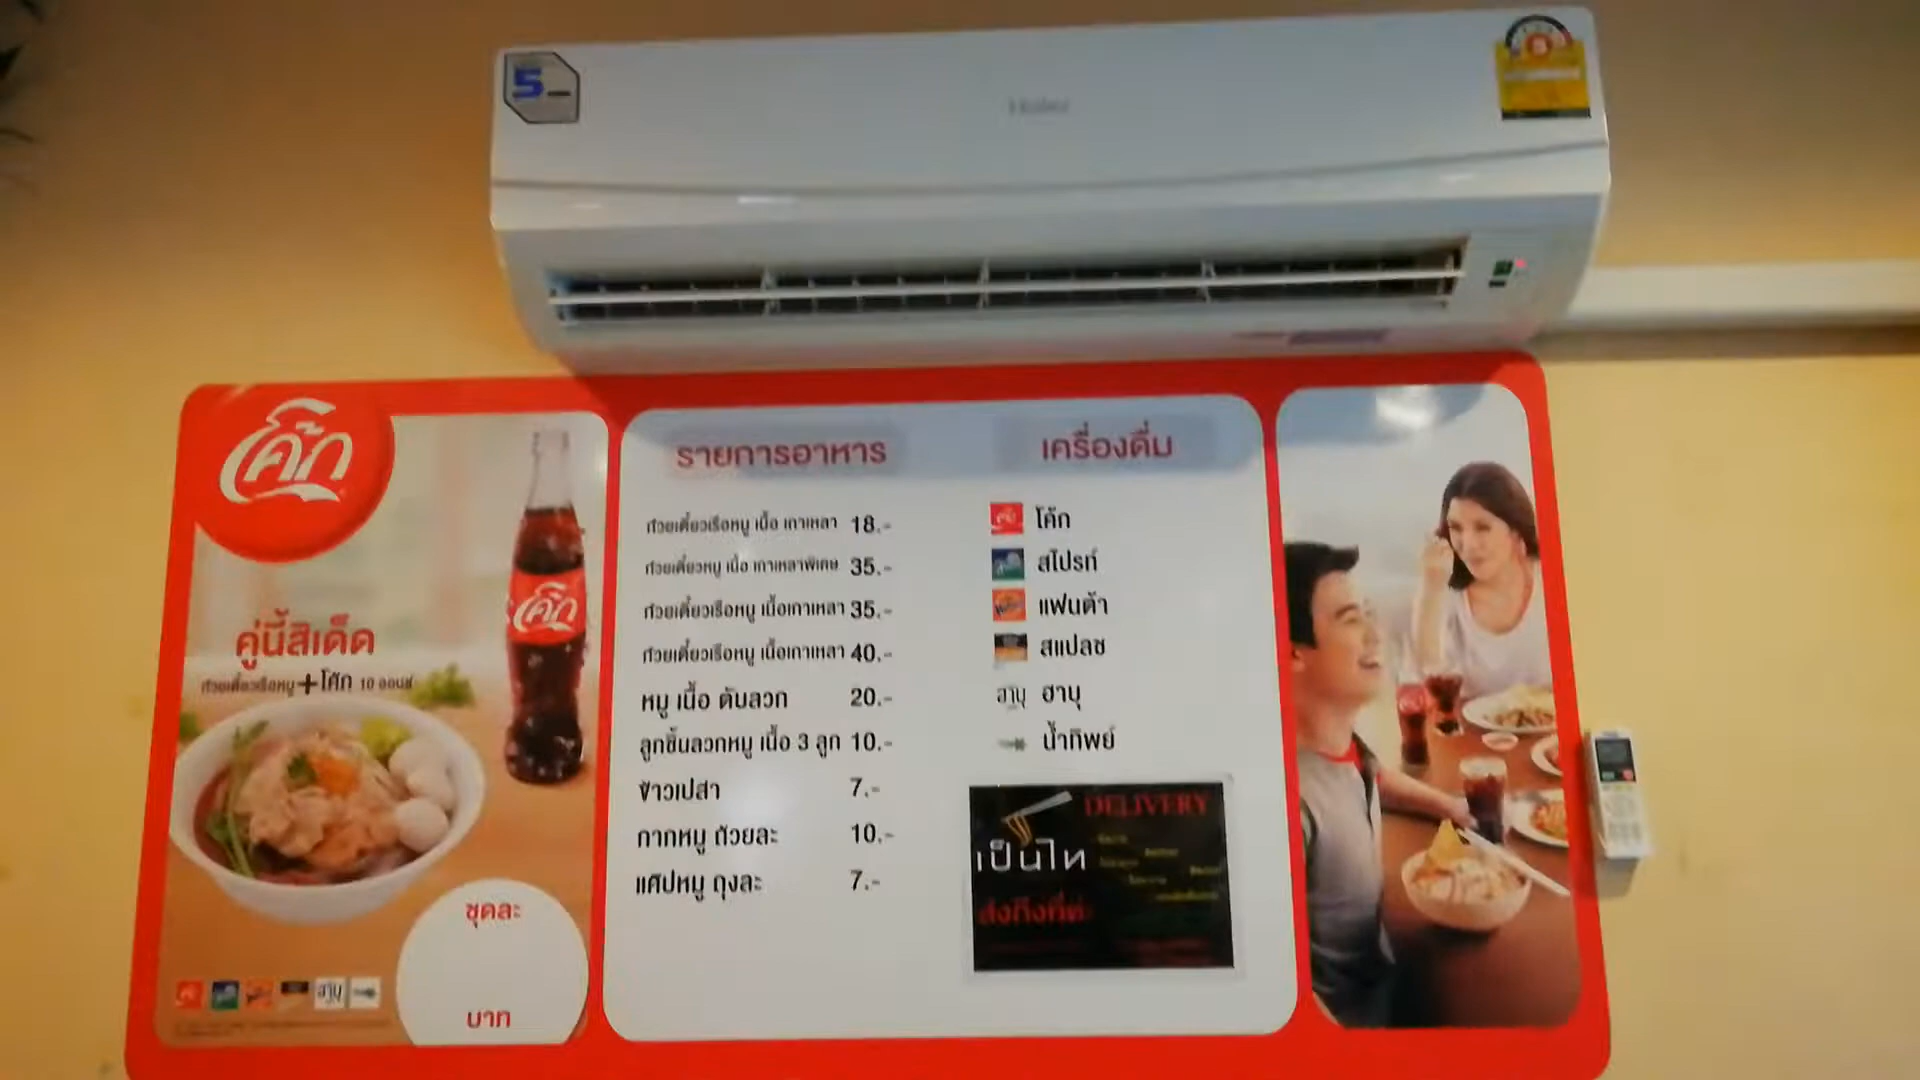 5
Haier
5
โค้ก
โค้ก
คู่นี้สิเด็ด
ก๋วยเตี๋ยวเรือหมู+โค้ก 10 ออนซ์
ชุดละ
บาท
ฮาบุ
รายการอาหาร
ก๋วยเตี๋ยวเรือหมู เนื้อ เกาเหลา 18.-
ก๋วยเตี๋ยวหมู เนื้อ เกาเหลาพิเศษ 35.-
ก๋วยเตี๋ยวเรือหมู เนื้อเกาเหลา 35.-
ก๋วยเตี๋ยวเรือหมู เนื้อเกาเหลา 40.-
หมู เนื้อ ตับลวก 20.-
ลูกชิ้นลวกหมู เนื้อ 3 ลูก 10.-
ข้าวเปล่า 7.-
กากหมู ถ้วยละ 10.-
แค๊ปหมู ถุงละ 7.-
เครื่องดื่ม
โค้ก
สไปรท์
แฟนต้า
สแปลช
ฮาบุ ฮาบุ
น้ำทิพย์
DELIVERY
เป็นไท
ส่งถึงที่ค่ะ